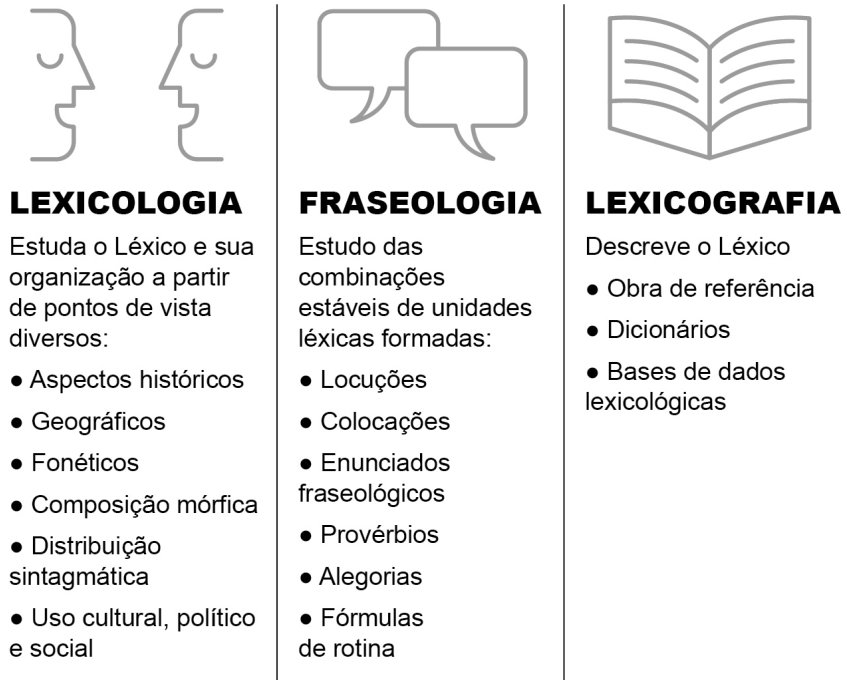 LEXICOLOGIA
Estuda o Léxico e sua
organização a partir
de pontos de vista
diversos:
● Aspectos históricos
● Geográficos
● Fonéticos
● Composição mórfica
● Distribuição
sintagmática
● Uso cultural, político
e social
FRASEOLOGIA
Estudo das
combinações
estáveis de unidades
léxicas formadas:
● Locuções
● Colocações
● Enunciados
fraseológicos
● Provérbios
● Alegorias
● Fórmulas
de rotina
LEXICOGRAFIA
Descreve o Léxico
● Obra de referência
● Dicionários
● Bases de dados
lexicológicas